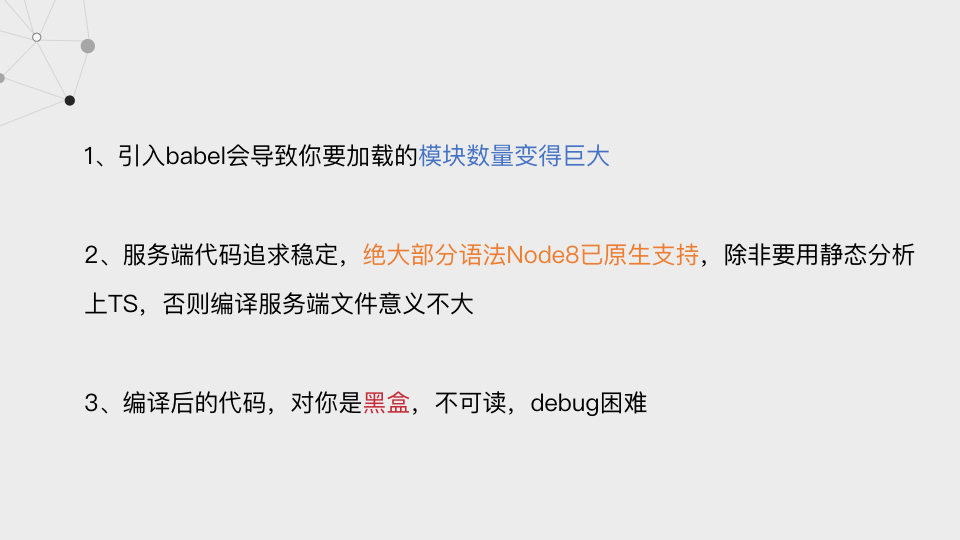 1、引入babel会导致你要加载的模块数量变得巨大
2、服务端代码追求稳定，绝大部分语法Node8已原生支持，除非要用静态分析
上TS，否则编译服务端文件意义不大
3、编译后的代码，对你是黑盒，不可读，debug困难